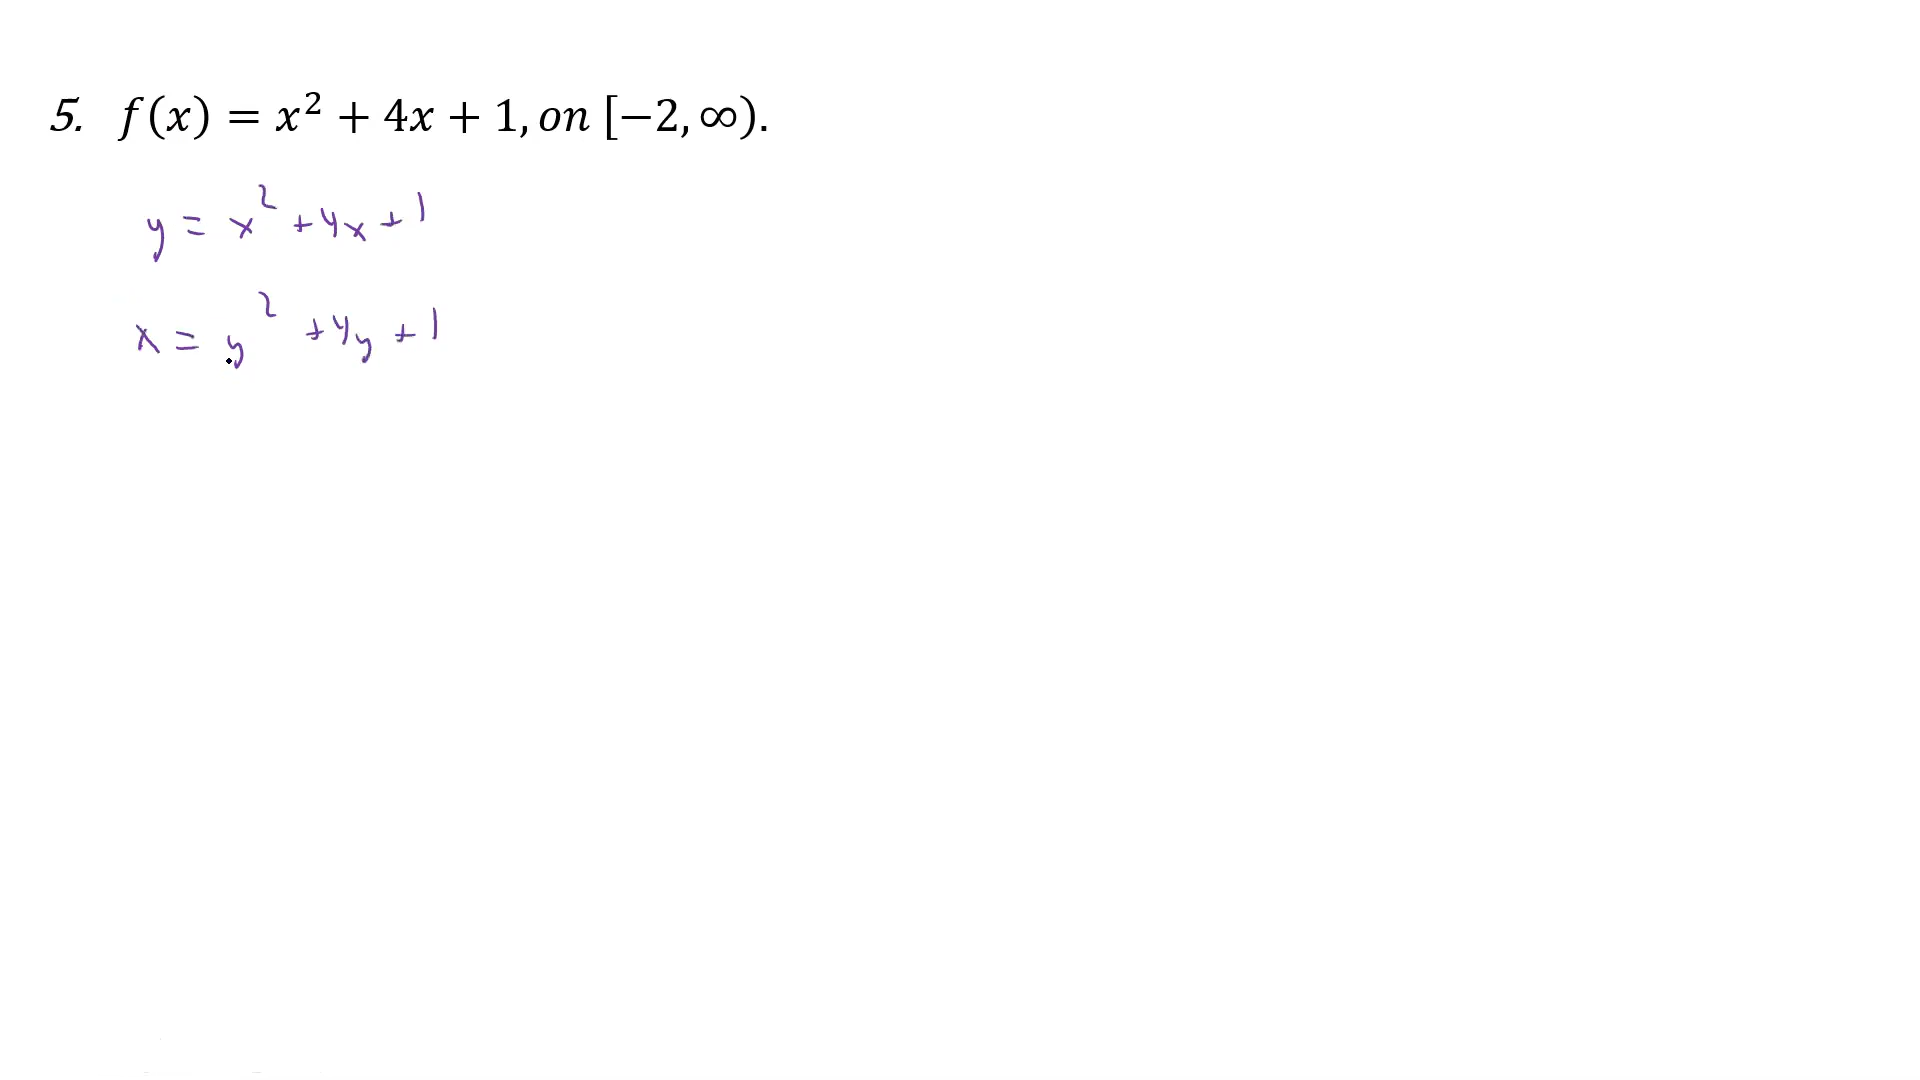 5. f(x) = x² + 4x + 1, on [−2, ∞).
y = x² + 4x + 1
x = y² + 4y + 1